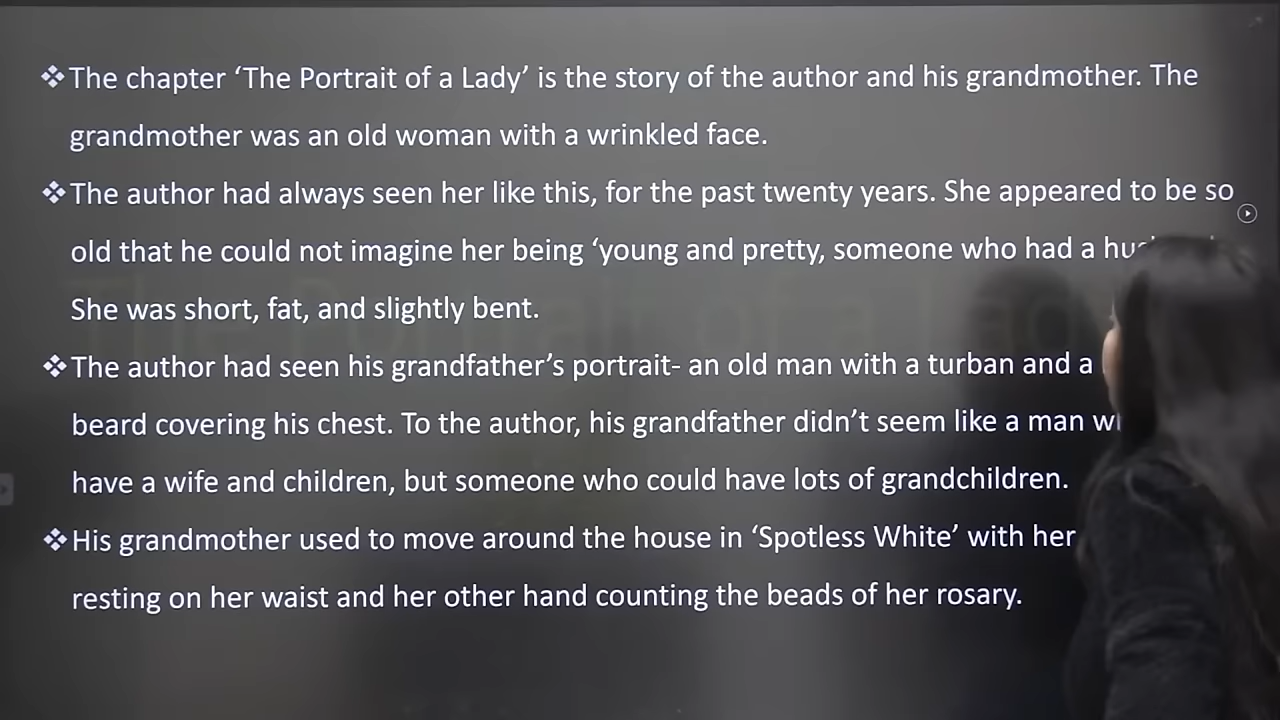 ❖The chapter ‘The Portrait of a Lady’ is the story of the author and his grandmother. The
grandmother was an old woman with a wrinkled face.
❖The author had always seen her like this, for the past twenty years. She appeared to be so
old that he could not imagine her being ‘young and pretty, someone who had a
She was short, fat, and slightly bent.
❖The author had seen his grandfather’s portrait- an old man with a turban and a
beard covering his chest. To the author, his grandfather didn’t seem like a man
have a wife and children, but someone who could have lots of grandchildren.
❖His grandmother used to move around the house in ‘Spotless White’ with her
resting on her waist and her other hand counting the beads of her rosary.